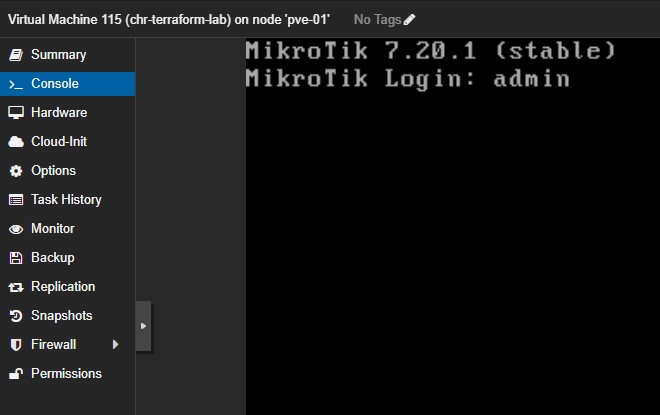 Virtual Machine 115 (chr-terraform-lab) on node 'pve-01' No Tags
Summary
Console
Hardware
Cloud-Init
Options
Task History
Monitor
Backup
Replication
Snapshots
Firewall
Permissions
MikroTik 7.20.1 (stable)
MikroTik Login: admin